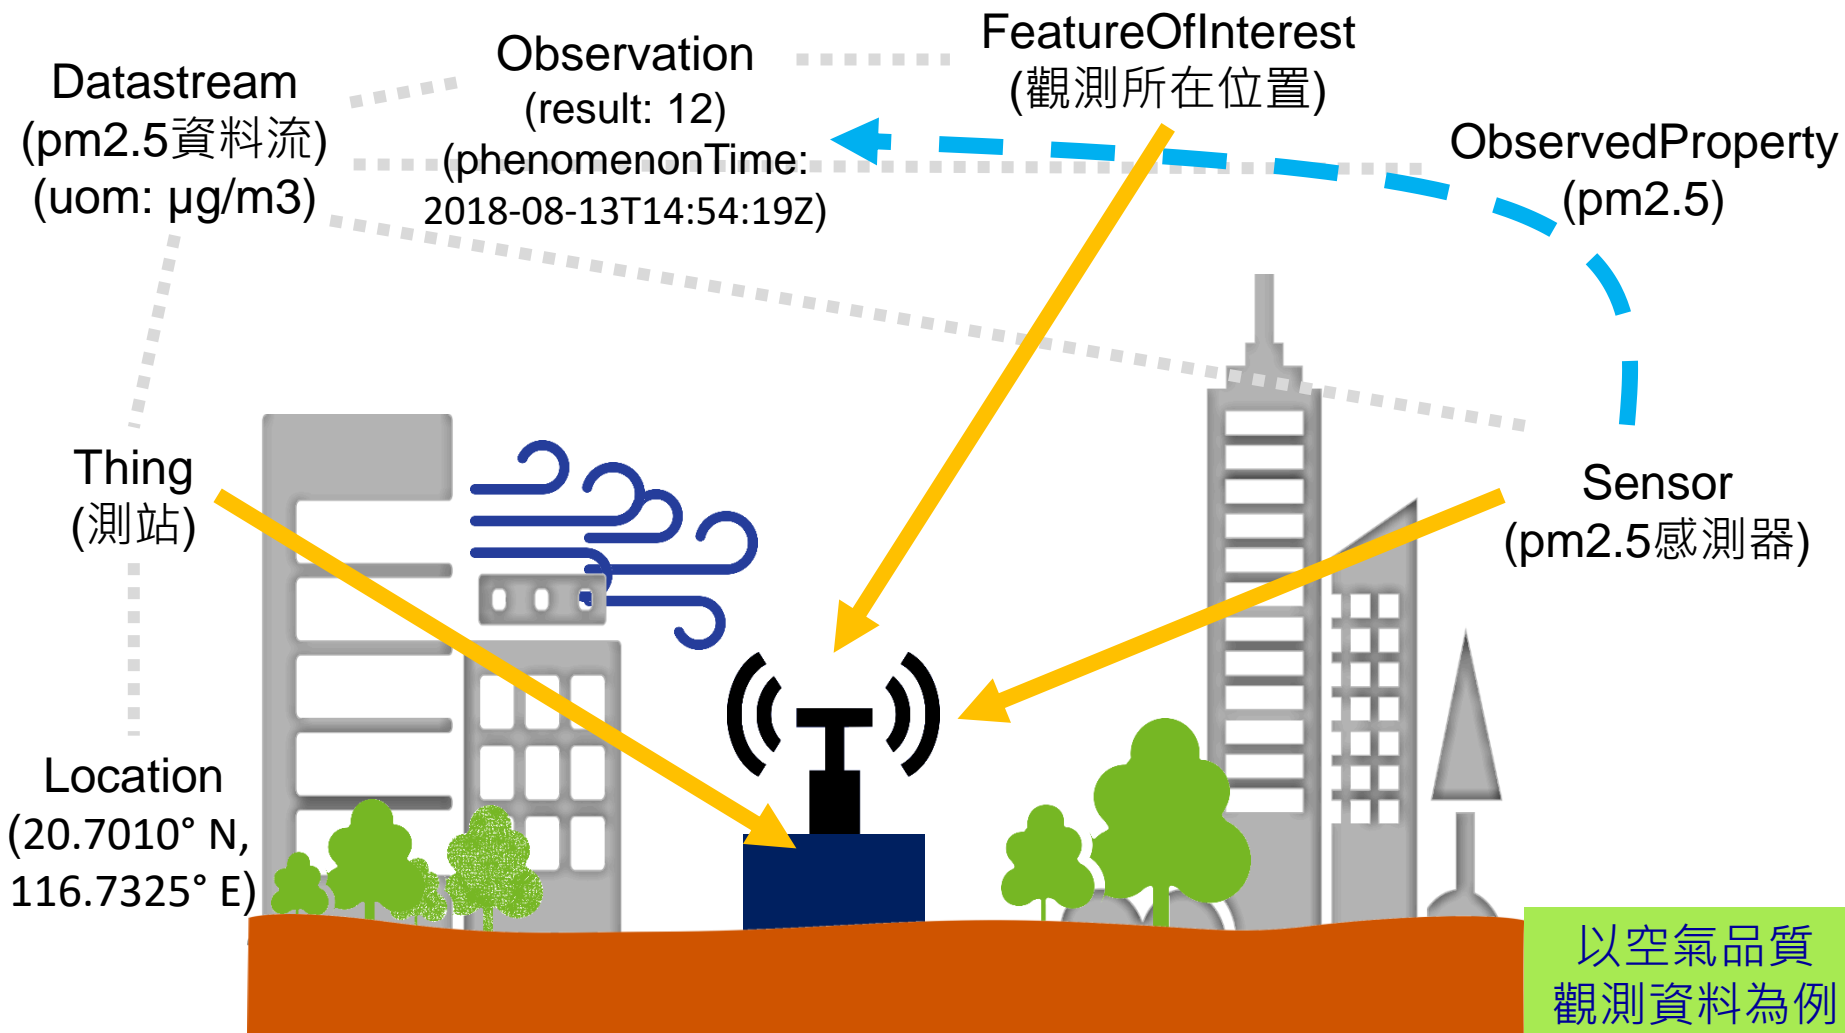 Datastream
(pm2.5資料流)
(uom: µg/m3)
Observation
(result: 12)
(phenomenonTime:
2018-08-13T14:54:19Z)
FeatureOfInterest
(觀測所在位置)
ObservedProperty
(pm2.5)
Thing
(測站)
Sensor
(pm2.5感測器)
Location
(20.7010° N,
116.7325° E)
以空氣品質
觀測資料為例